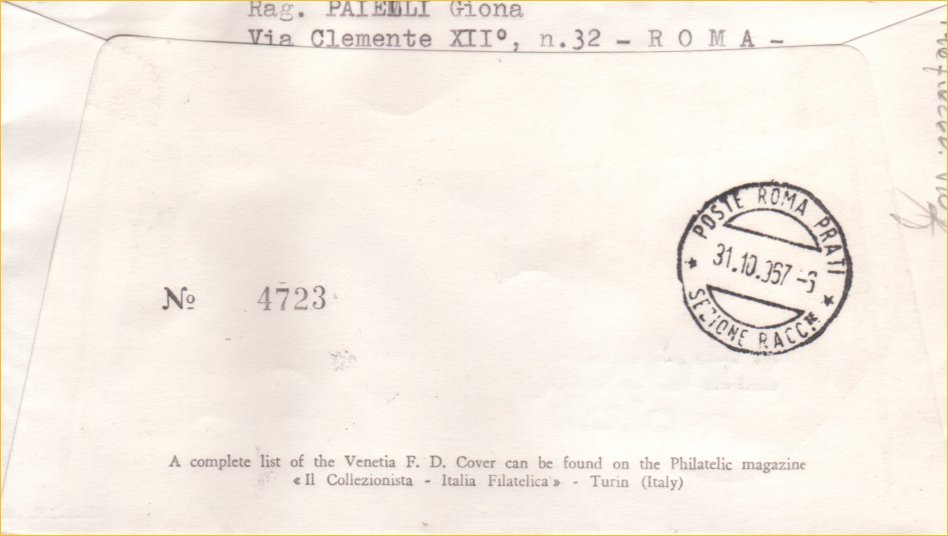 Rag. PAIELLI Giona
Via Clemente XII°, n.32 – R O M A –
POSTE ROMA PRATI
31.10.967 -6
SEZIONE RACC.
Nº 4723
A complete list of the Venetia F. D. Cover can be found on the Philatelic magazine
« Il Collezionista - Italia Filatelica » - Turin (Italy)